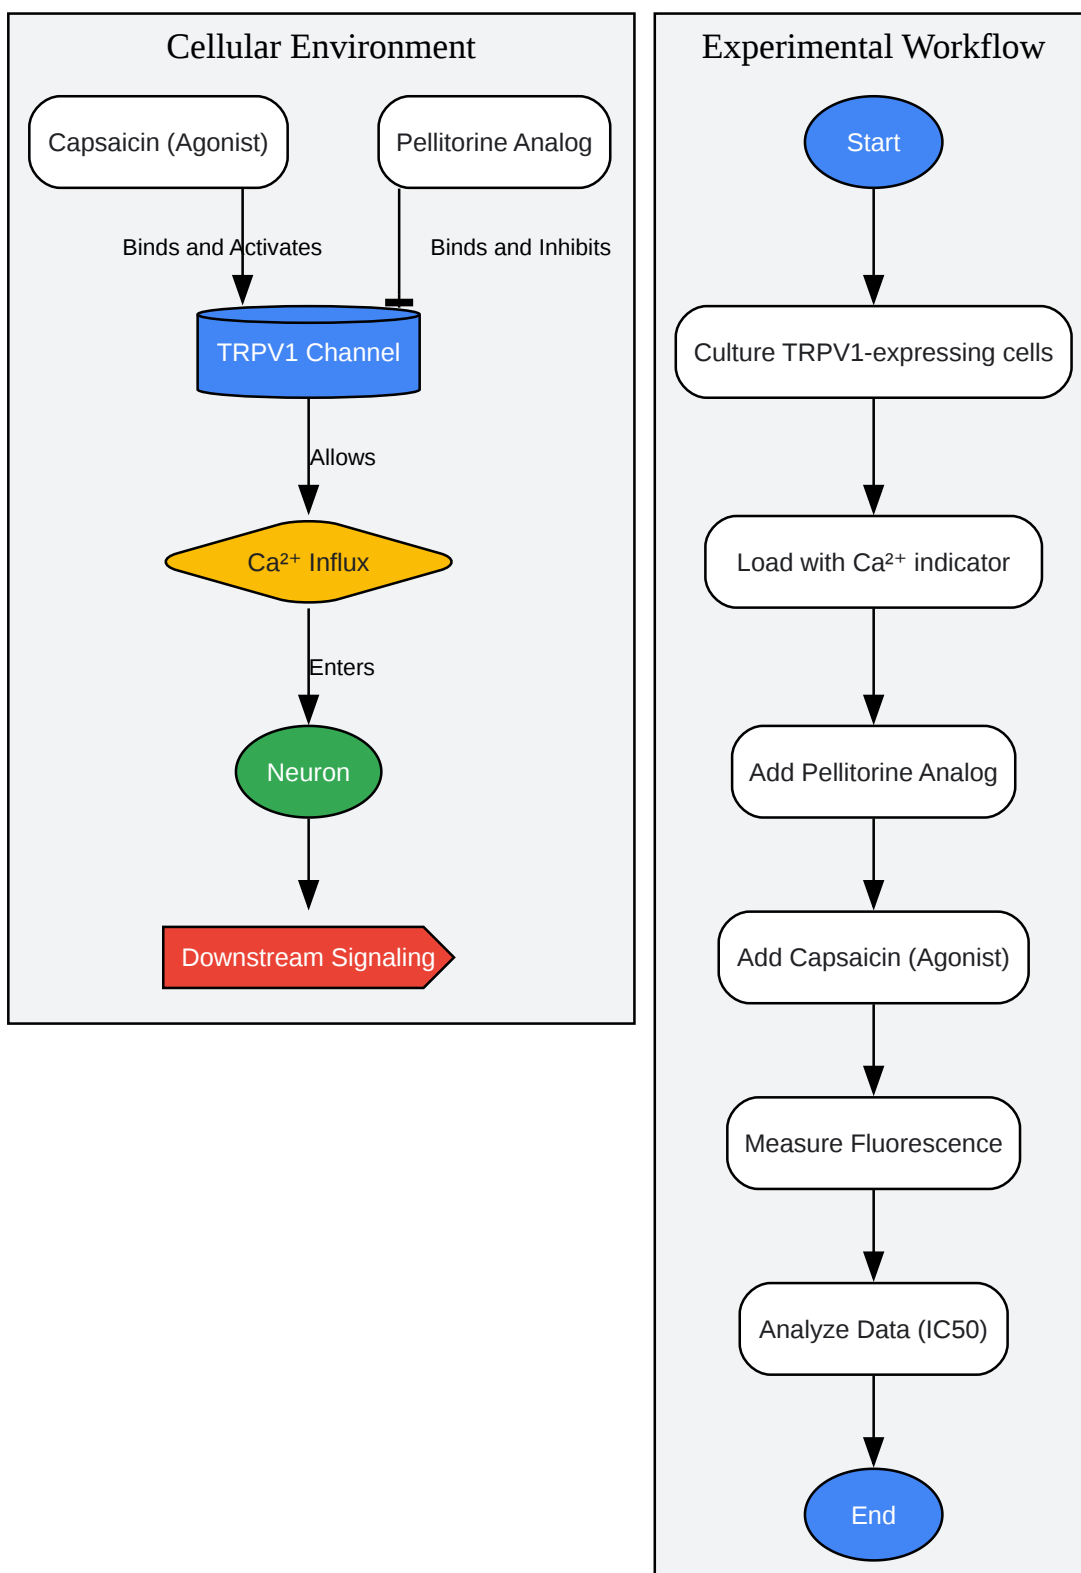 Cellular Environment
Capsaicin (Agonist)
Pellitorine Analog
Binds and Activates
Binds and Inhibits
TRPV1 Channel
Allows
Ca²⁺ Influx
Enters
Neuron
Downstream Signaling
Experimental Workflow
Start
Culture TRPV1-expressing cells
Load with Ca²⁺ indicator
Add Pellitorine Analog
Add Capsaicin (Agonist)
Measure Fluorescence
Analyze Data (IC50)
End